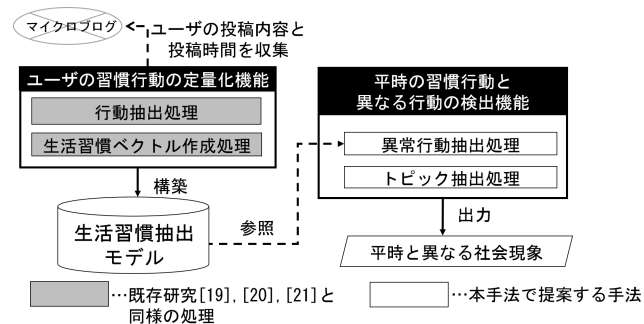 マイクロブログ
ユーザの投稿内容と
投稿時間を収集
ユーザの習慣行動の定量化機能
行動抽出処理
生活習慣ベクトル作成処理
構築
生活習慣抽出
モデル
参照
平時の習慣行動と
異なる行動の検出機能
異常行動抽出処理
トピック抽出処理
出力
平時と異なる社会現象
…既存研究[19],[20],[21]と
同様の処理
…本手法で提案する手法